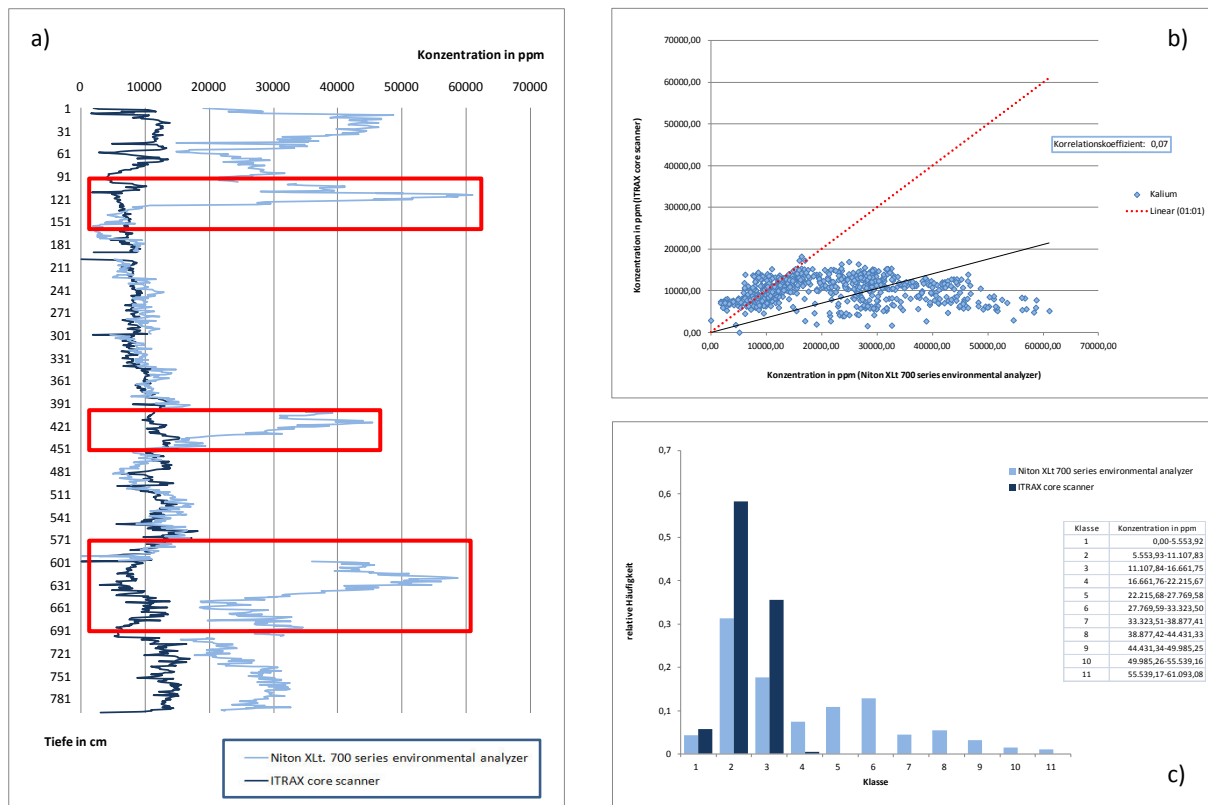 a)
Konzentration in ppm
0 10000 20000 30000 40000 50000 60000 70000
1
31
61
91
121
151
181
211
241
271
301
331
361
391
421
451
481
511
541
571
601
631
661
691
721
751
781
Tiefe in cm
Niton XLt. 700 series environmental analyzer
ITRAX core scanner
b)
Konzentration in ppm (ITRAX core scanner)
70000,00
60000,00
50000,00
40000,00
30000,00
20000,00
10000,00
0,00
0,00 10000,00 20000,00 30000,00 40000,00 50000,00 60000,00 70000,00
Konzentration in ppm (Niton XLt 700 series environmental analyzer)
Korrelationskoeffizient: 0,07
Kalium
Linear (01:01)
relative Häufigkeit
0,7
0,6
0,5
0,4
0,3
0,2
0,1
0
1 2 3 4 5 6 7 8 9 10 11
Klasse
Niton XLt 700 series environmental analyzer
ITRAX core scanner
Klasse Konzentration in ppm
1 0,00-5.553,92
2 5.553,93-11.107,83
3 11.107,84-16.661,75
4 16.661,76-22.215,67
5 22.215,68-27.769,58
6 27.769,59-33.323,50
7 33.323,51-38.877,41
8 38.877,42-44.431,33
9 44.431,34-49.985,25
10 49.985,26-55.539,16
11 55.539,17-61.093,08
c)